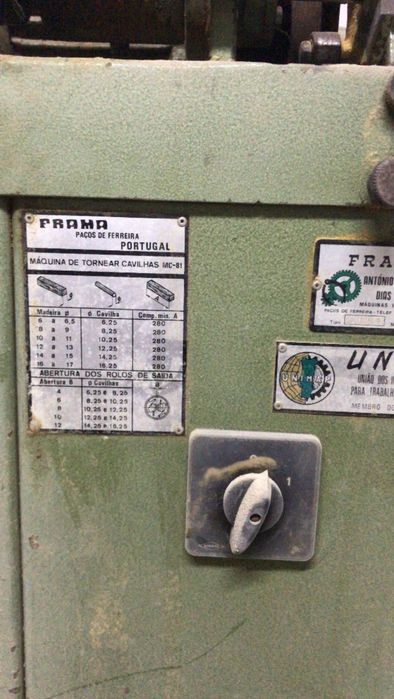 FRAMA
PAÇOS DE FERREIRA
PORTUGAL
MÁQUINA DE TORNEAR CAVILHAS MC-81
Madeira ø ø Cavilha Comp. min. A
6 a 6,5 6,25 280
8 a 9 8,25 280
10 a 11 10,25 280
12 a 13 12,25 280
14 a 15 14,25 280
16 a 17 16,25 280
ABERTURA DOS ROLOS DE SAÍDA
Abertura B ø Cavilhas
4 6,25 e 8,25
6 8,25 e 10,25
8 10,25 e 12,25
10 12,25 e 14,25
12 14,25 e 16,25
FRA
ANTÓNIO
DIAS
MÁQUINAS
PAÇOS DE FERREIRA - TELEF
Tipo
UN
UNIMAP
UNIÃO DOS
PARA TRABALH
MEMBRO DO
1